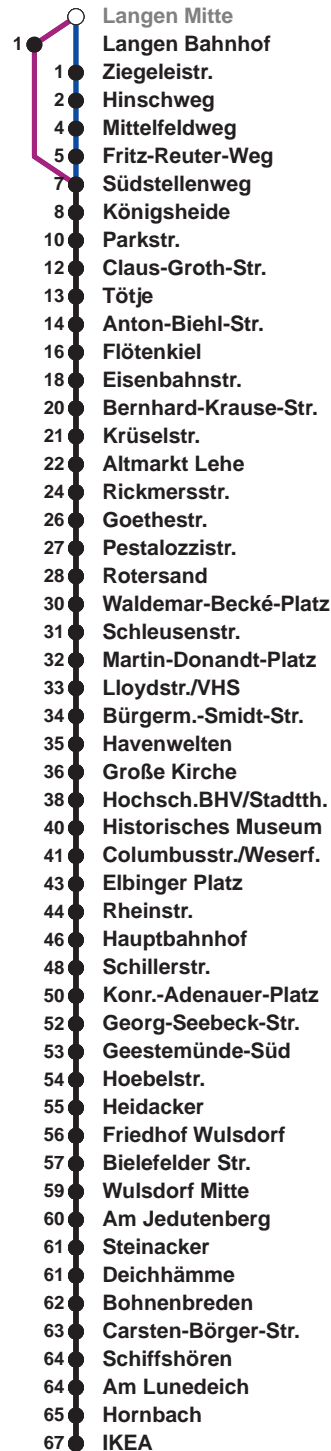 Langen Mitte
1 Langen Bahnhof
1 Ziegeleistr.
2 Hinschweg
4 Mittelfeldweg
5 Fritz-Reuter-Weg
7 Südstellenweg
8 Königsheide
10 Parkstr.
12 Claus-Groth-Str.
13 Tötje
14 Anton-Biehl-Str.
16 Flötenkiel
18 Eisenbahnstr.
20 Bernhard-Krause-Str.
21 Krüselstr.
22 Altmarkt Lehe
24 Rickmersstr.
26 Goethestr.
27 Pestalozzistr.
28 Rotersand
30 Waldemar-Becké-Platz
31 Schleusenstr.
32 Martin-Donandt-Platz
33 Lloydstr./VHS
34 Bürgerm.-Smidt-Str.
35 Havenwelten
36 Große Kirche
38 Hochsch.BHV/Stadtth.
40 Historisches Museum
41 Columbusstr./Weserf.
43 Elbinger Platz
44 Rheinstr.
46 Hauptbahnhof
48 Schillerstr.
50 Konr.-Adenauer-Platz
52 Georg-Seebeck-Str.
53 Geestemünde-Süd
54 Hoebelstr.
55 Heidacker
56 Friedhof Wulsdorf
57 Bielefelder Str.
59 Wulsdorf Mitte
60 Am Jedutenberg
61 Steinacker
61 Deichhämme
62 Bohnenbreden
63 Carsten-Börger-Str.
64 Schiffshören
64 Am Lunedeich
65 Hornbach
67 IKEA